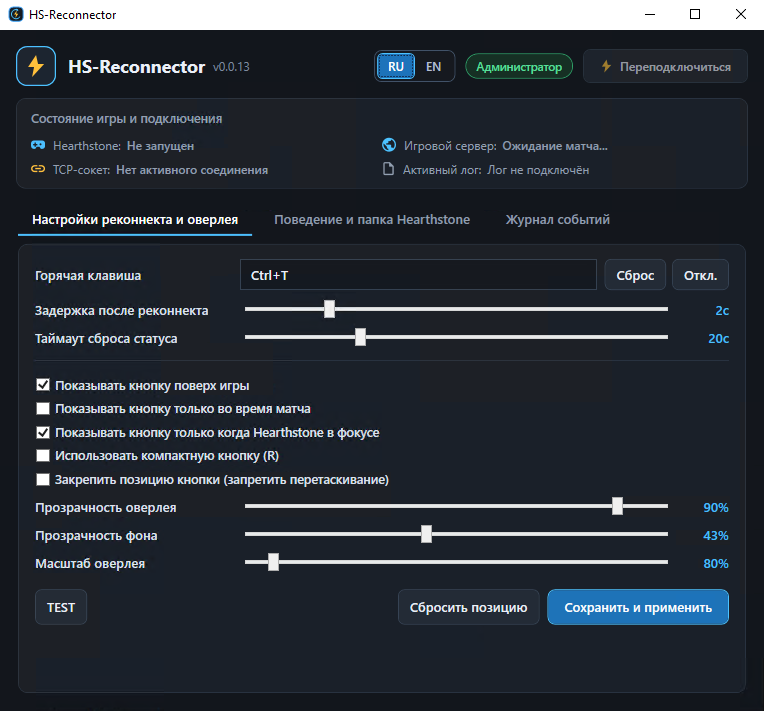 HS-Reconnector
HS-Reconnector v0.0.13 RU EN Администратор Переподключиться
Состояние игры и подключения
Hearthstone: Не запущен Игровой сервер: Ожидание матча...
TCP-сокет: Нет активного соединения Активный лог: Лог не подключён
Настройки реконнекта и оверлея Поведение и папка Hearthstone Журнал событий
Горячая клавиша Ctrl+T Сброс Откл.
Задержка после реконнекта 2с
Таймаут сброса статуса 20с
Показывать кнопку поверх игры
Показывать кнопку только во время матча
Показывать кнопку только когда Hearthstone в фокусе
Использовать компактную кнопку (R)
Закрепить позицию кнопки (запретить перетаскивание)
Прозрачность оверлея 90%
Прозрачность фона 43%
Масштаб оверлея 80%
TEST Сбросить позицию Сохранить и применить